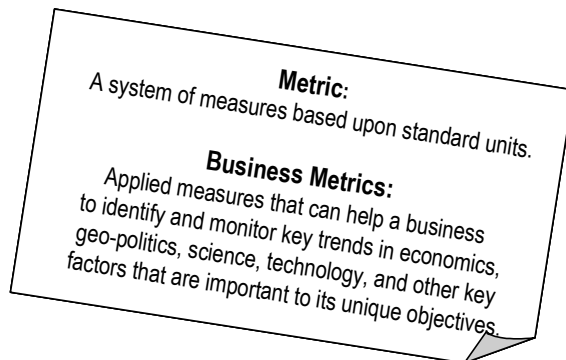 Metric:
A system of measures based upon standard units.
Business Metrics:
Applied measures that can help a business
to identify and monitor key trends in economics,
geo-politics, science, technology, and other key
factors that are important to its unique objectives.